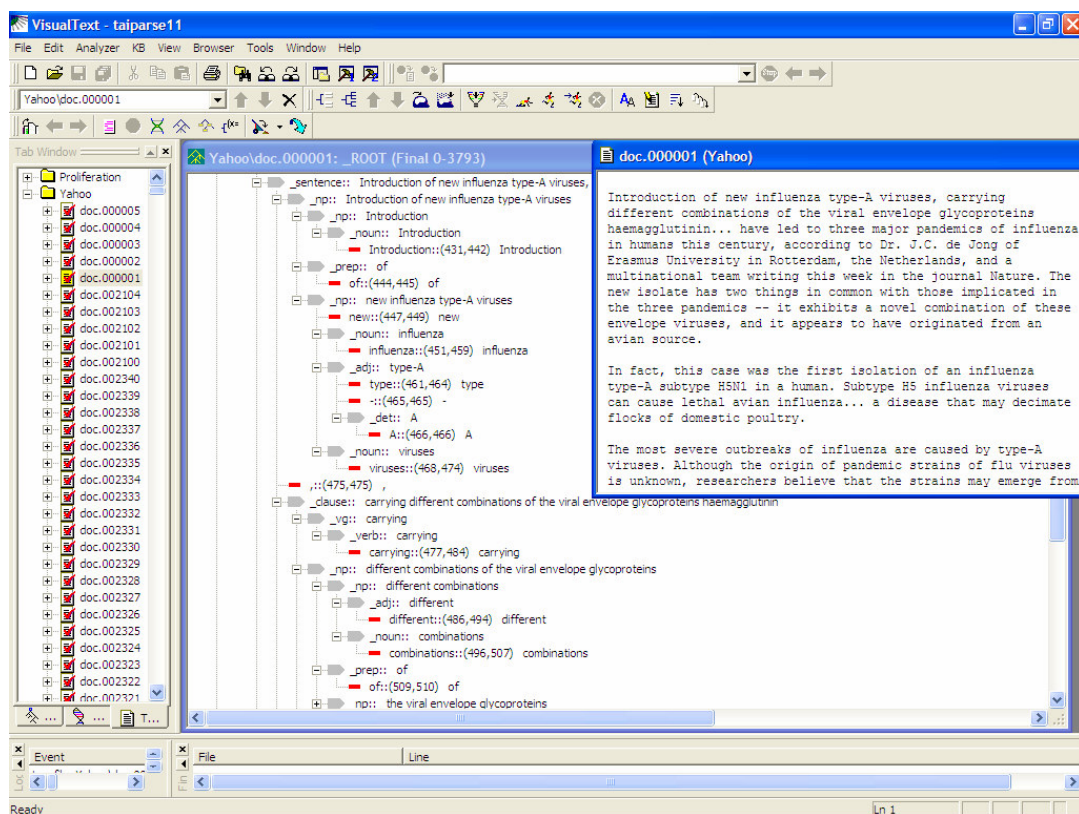 VisualText - taiparse11
File Edit Analyzer KB View Browser Tools Window Help
Yahoo\doc.000001
Tab Window
Proliferation
Yahoo
doc.000005
doc.000004
doc.000003
doc.000002
doc.000001
doc.002104
doc.002103
doc.002102
doc.002101
doc.002100
doc.002340
doc.002339
doc.002338
doc.002337
doc.002336
doc.002335
doc.002334
doc.002333
doc.002332
doc.002331
doc.002330
doc.002329
doc.002328
doc.002327
doc.002326
doc.002325
doc.002324
doc.002323
doc.002322
doc.002321
... ... T...
Yahoo\doc.000001: _ROOT (Final 0-3793)
_sentence:: Introduction of new influenza type-A viruses,
_np:: Introduction of new influenza type-A viruses
_np:: Introduction
_noun:: Introduction
Introduction::(431,442) Introduction
_prep:: of
of::(444,445) of
_np:: new influenza type-A viruses
new::(447,449) new
_noun:: influenza
influenza::(451,459) influenza
_adj:: type-A
type::(461,464) type
-::(465,465) -
_det:: A
A::(466,466) A
_noun:: viruses
viruses::(468,474) viruses
,::(475,475) ,
_clause:: carrying different combinations of the viral envelope glycoproteins haemagglutinin
_vg:: carrying
_verb:: carrying
carrying::(477,484) carrying
_np:: different combinations of the viral envelope glycoproteins
_np:: different combinations
_adj:: different
different::(486,494) different
_noun:: combinations
combinations::(496,507) combinations
_prep:: of
of::(509,510) of
_np:: the viral envelope glycoproteins
doc.000001 (Yahoo)
Introduction of new influenza type-A viruses, carrying
different combinations of the viral envelope glycoproteins
haemagglutinin... have led to three major pandemics of influenza
in humans this century, according to Dr. J.C. de Jong of
Erasmus University in Rotterdam, the Netherlands, and a
multinational team writing this week in the journal Nature. The
new isolate has two things in common with those implicated in
the three pandemics -- it exhibits a novel combination of these
envelope viruses, and it appears to have originated from an
avian source.
In fact, this case was the first isolation of an influenza
type-A subtype H5N1 in a human. Subtype H5 influenza viruses
can cause lethal avian influenza... a disease that may decimate
flocks of domestic poultry.
The most severe outbreaks of influenza are caused by type-A
viruses. Although the origin of pandemic strains of flu viruses
is unknown, researchers believe that the strains may emerge from
Event
File Line
Ready
Ln 1